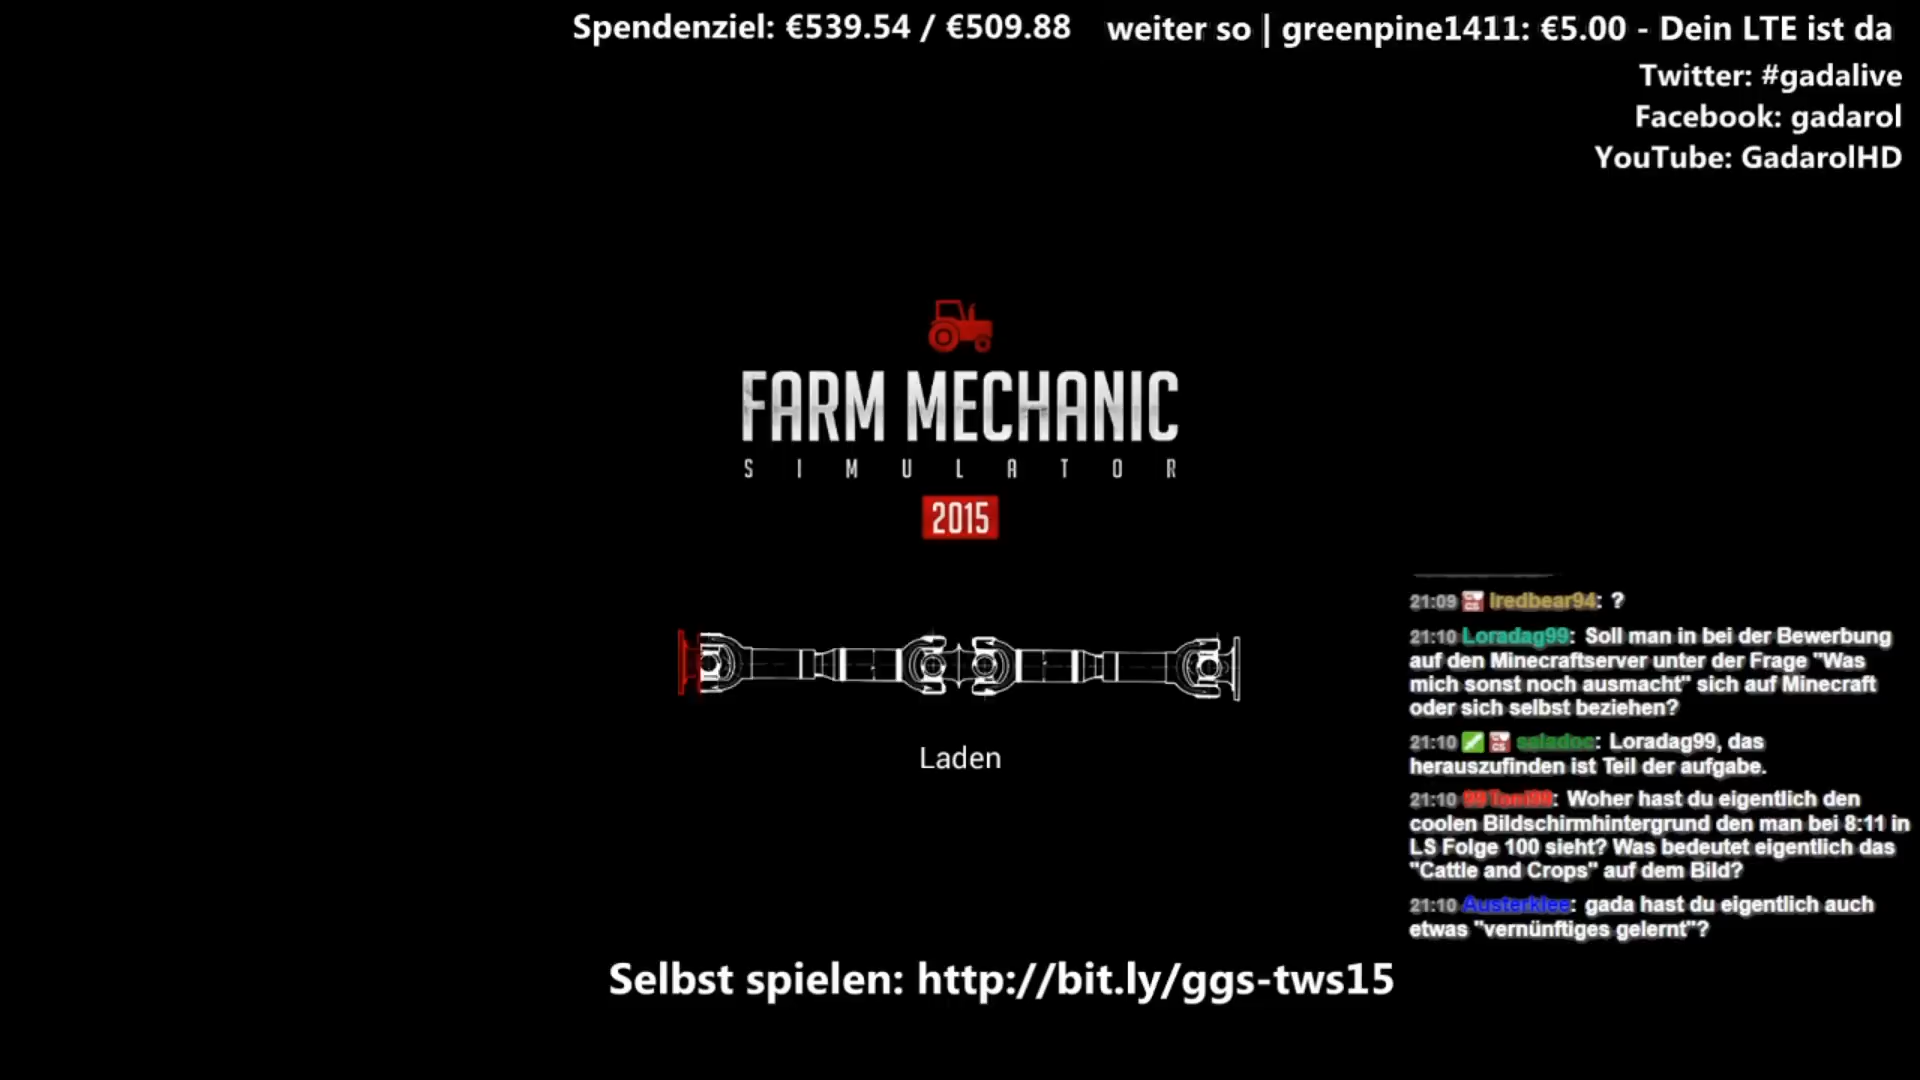 Spendenziel: €539.54 / €509.88 weiter so | greenpine1411: €5.00 - Dein LTE ist da
Twitter: #gadalive
Facebook: gadarol
YouTube: GadarolHD
FARM MECHANIC
SIMULATOR
2015
Laden
21:09 lredbear94: ?
21:10 Loradag99: Soll man in bei der Bewerbung
auf den Minecraftserver unter der Frage "Was
mich sonst noch ausmacht" sich auf Minecraft
oder sich selbst beziehen?
21:10 saladoc: Loradag99, das
herauszufinden ist Teil der aufgabe.
21:10 99Toni99: Woher hast du eigentlich den
coolen Bildschirmhintergrund den man bei 8:11 in
LS Folge 100 sieht? Was bedeutet eigentlich das
"Cattle and Crops" auf dem Bild?
21:10 Austerklee: gada hast du eigentlich auch
etwas "vernünftiges gelernt"?
Selbst spielen: http://bit.ly/ggs-tws15